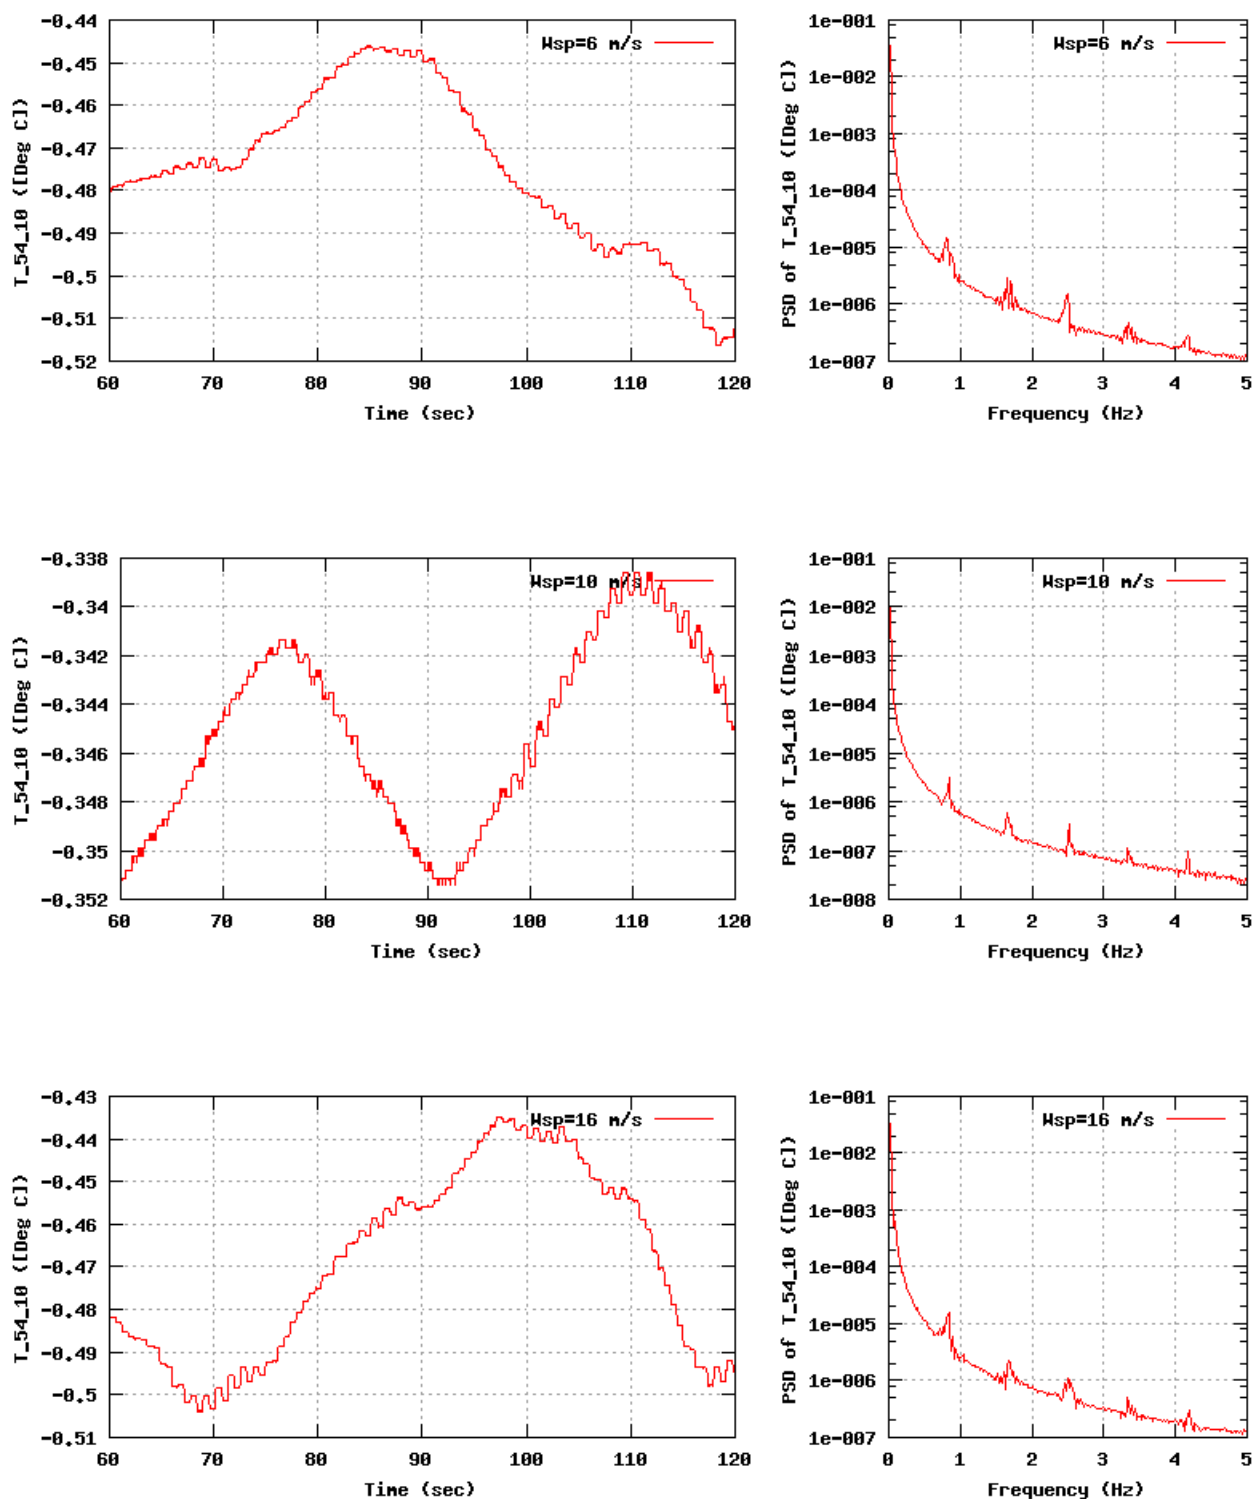 T_54_10 ([Deg C])
-0.44
-0.45
-0.46
-0.47
-0.48
-0.49
-0.5
-0.51
-0.52
Wsp=6 m/s
60 70 80 90 100 110 120
Time (sec)
PSD of T_54_10 ([Deg C])
1e-001
1e-002
1e-003
1e-004
1e-005
1e-006
1e-007
Wsp=6 m/s
0 1 2 3 4 5
Frequency (Hz)
T_54_10 ([Deg C])
-0.338
-0.34
-0.342
-0.344
-0.346
-0.348
-0.35
-0.352
Wsp=10 m/s
60 70 80 90 100 110 120
Time (sec)
PSD of T_54_10 ([Deg C])
1e-001
1e-002
1e-003
1e-004
1e-005
1e-006
1e-007
1e-008
Wsp=10 m/s
0 1 2 3 4 5
Frequency (Hz)
T_54_10 ([Deg C])
-0.43
-0.44
-0.45
-0.46
-0.47
-0.48
-0.49
-0.5
-0.51
Wsp=16 m/s
60 70 80 90 100 110 120
Time (sec)
PSD of T_54_10 ([Deg C])
1e-001
1e-002
1e-003
1e-004
1e-005
1e-006
1e-007
Wsp=16 m/s
0 1 2 3 4 5
Frequency (Hz)